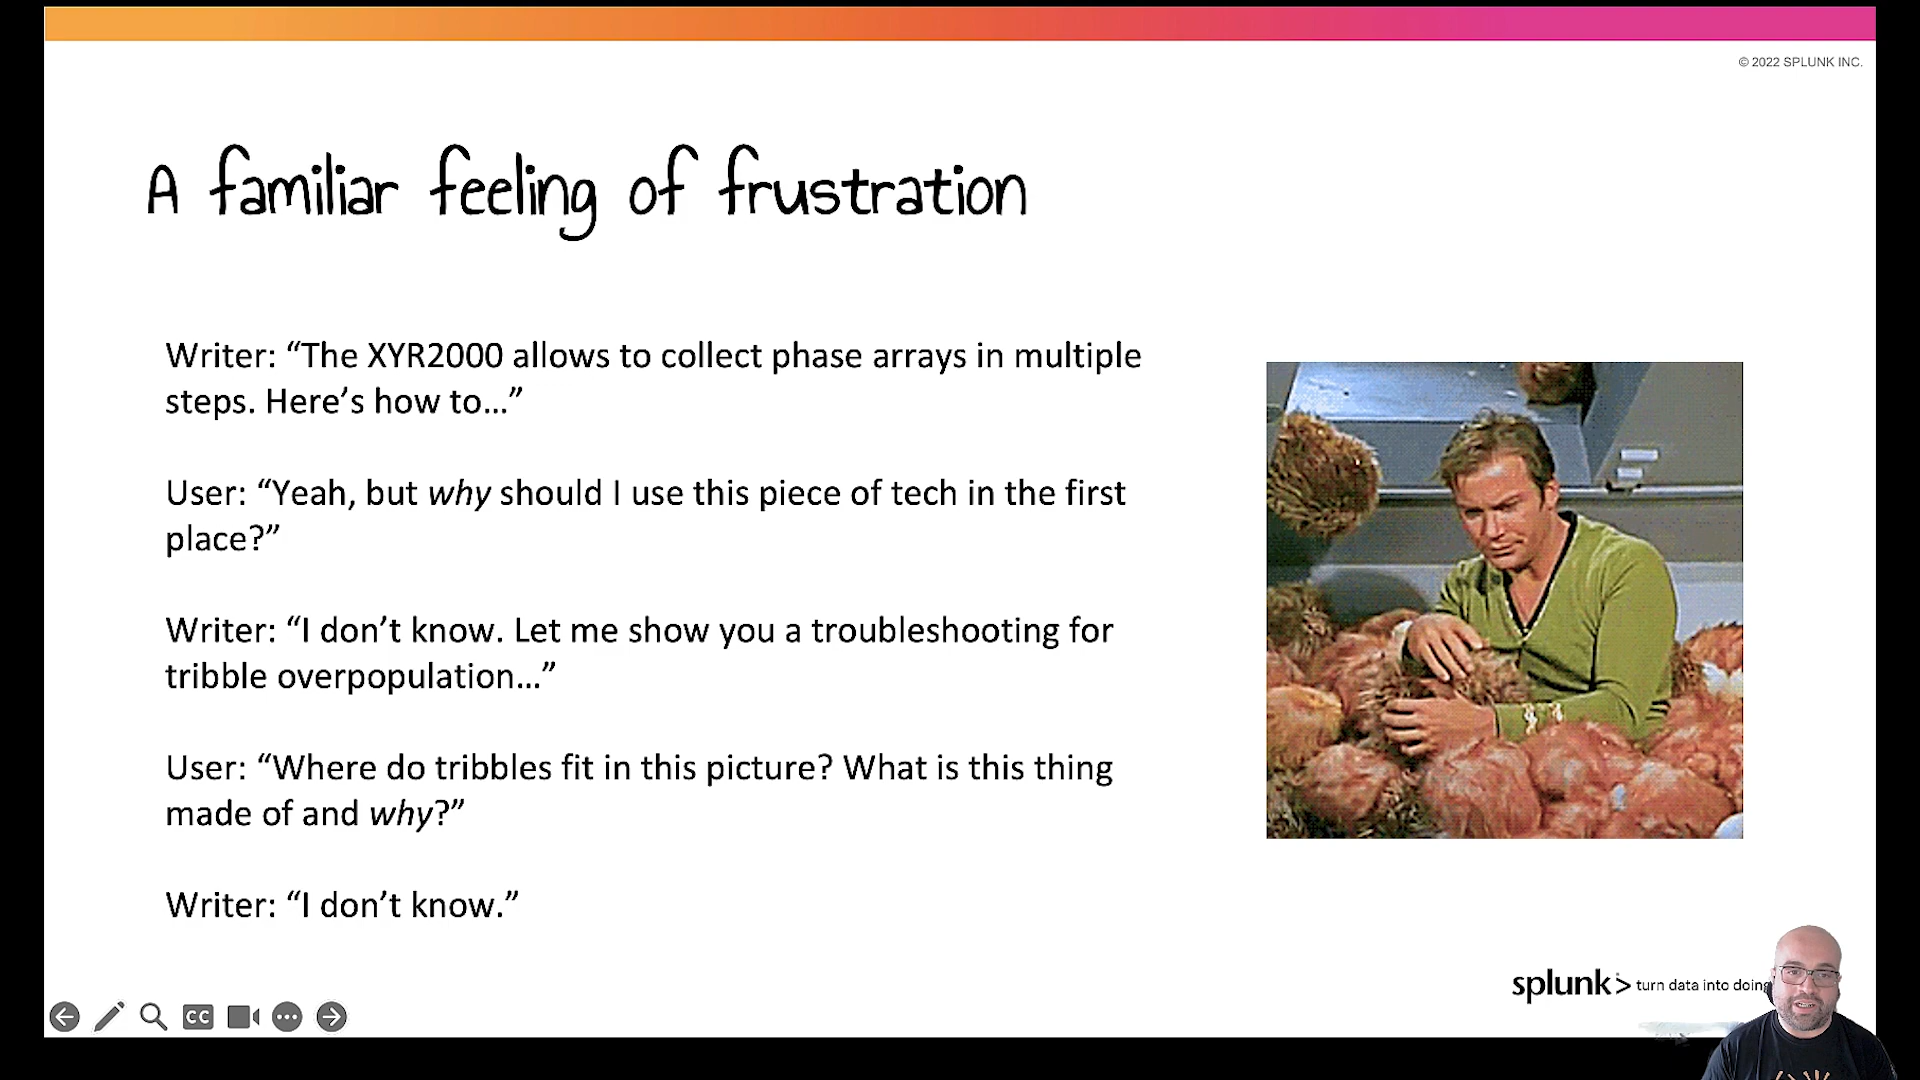 © 2022 SPLUNK INC.
A familiar feeling of frustration
Writer: “The XYR2000 allows to collect phase arrays in multiple
steps. Here’s how to…”
User: “Yeah, but why should I use this piece of tech in the first
place?”
Writer: “I don’t know. Let me show you a troubleshooting for
tribble overpopulation…”
User: “Where do tribbles fit in this picture? What is this thing
made of and why?”
Writer: “I don’t know.”
splunk> turn data into doing
CC